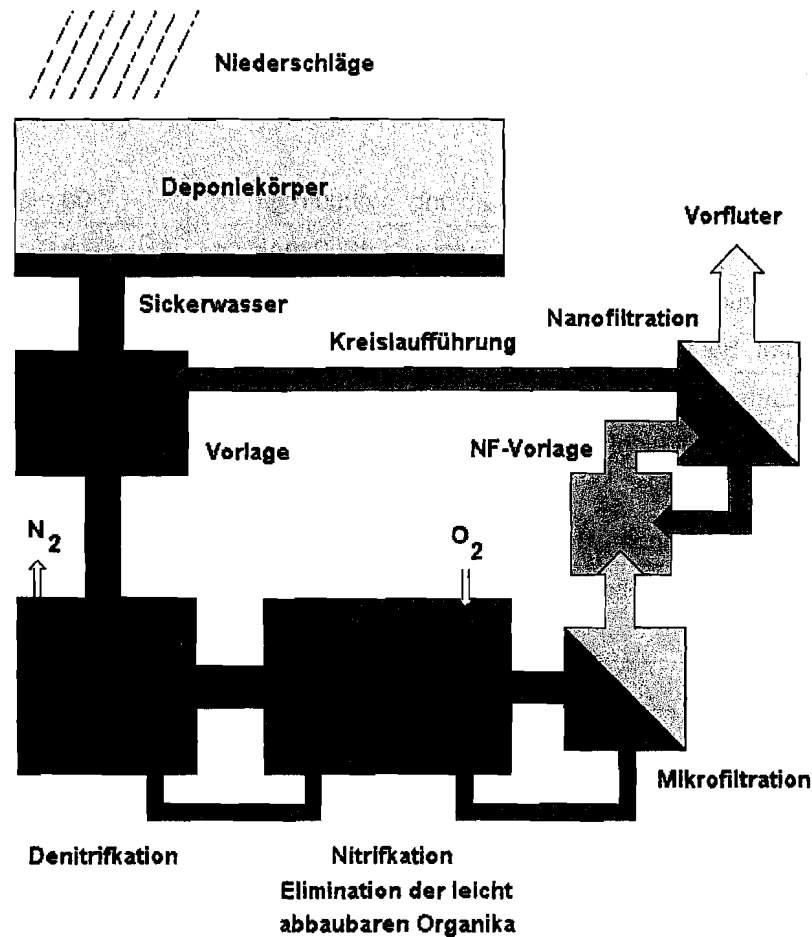 Niederschläge
Deponiekörper
Vorfluter
Sickerwasser
Nanofiltration
Kreislaufführung
Vorlage
NF-Vorlage
N2
O2
Mikrofiltration
Denitrifkation
Nitrifkation
Elimination der leicht
abbaubaren Organika